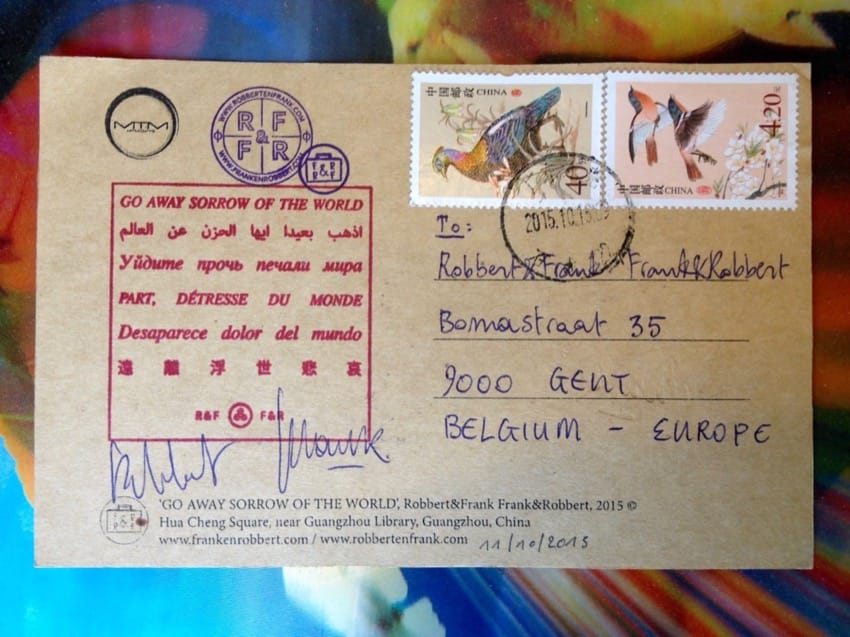 MTM
WWW.ROBBERTENFRANK.COM
R F
&
F R
WWW.FRANKENROBBERT.COM
R&F
F&R
GO AWAY SORROW OF THE WORLD
اذهب بعيدا ايها الحزن عن العالم
Уйдите прочь печали мира
PART, DÉTRESSE DU MONDE
Desaparece dolor del mundo
遠離浮世悲哀
R&F F&R
Robbert Frank
中国邮政 CHINA
40
中国邮政 CHINA
4.20元
2015.10.15
To:
Robbert&Frank Frank&Robbert
Bomastraat 35
9000 GENT
BELGIUM - EUROPE
'GO AWAY SORROW OF THE WORLD', Robbert&Frank Frank&Robbert, 2015 ©
Hua Cheng Square, near Guangzhou Library, Guangzhou, China
www.frankenrobbert.com / www.robbertenfrank.com 11/10/2015